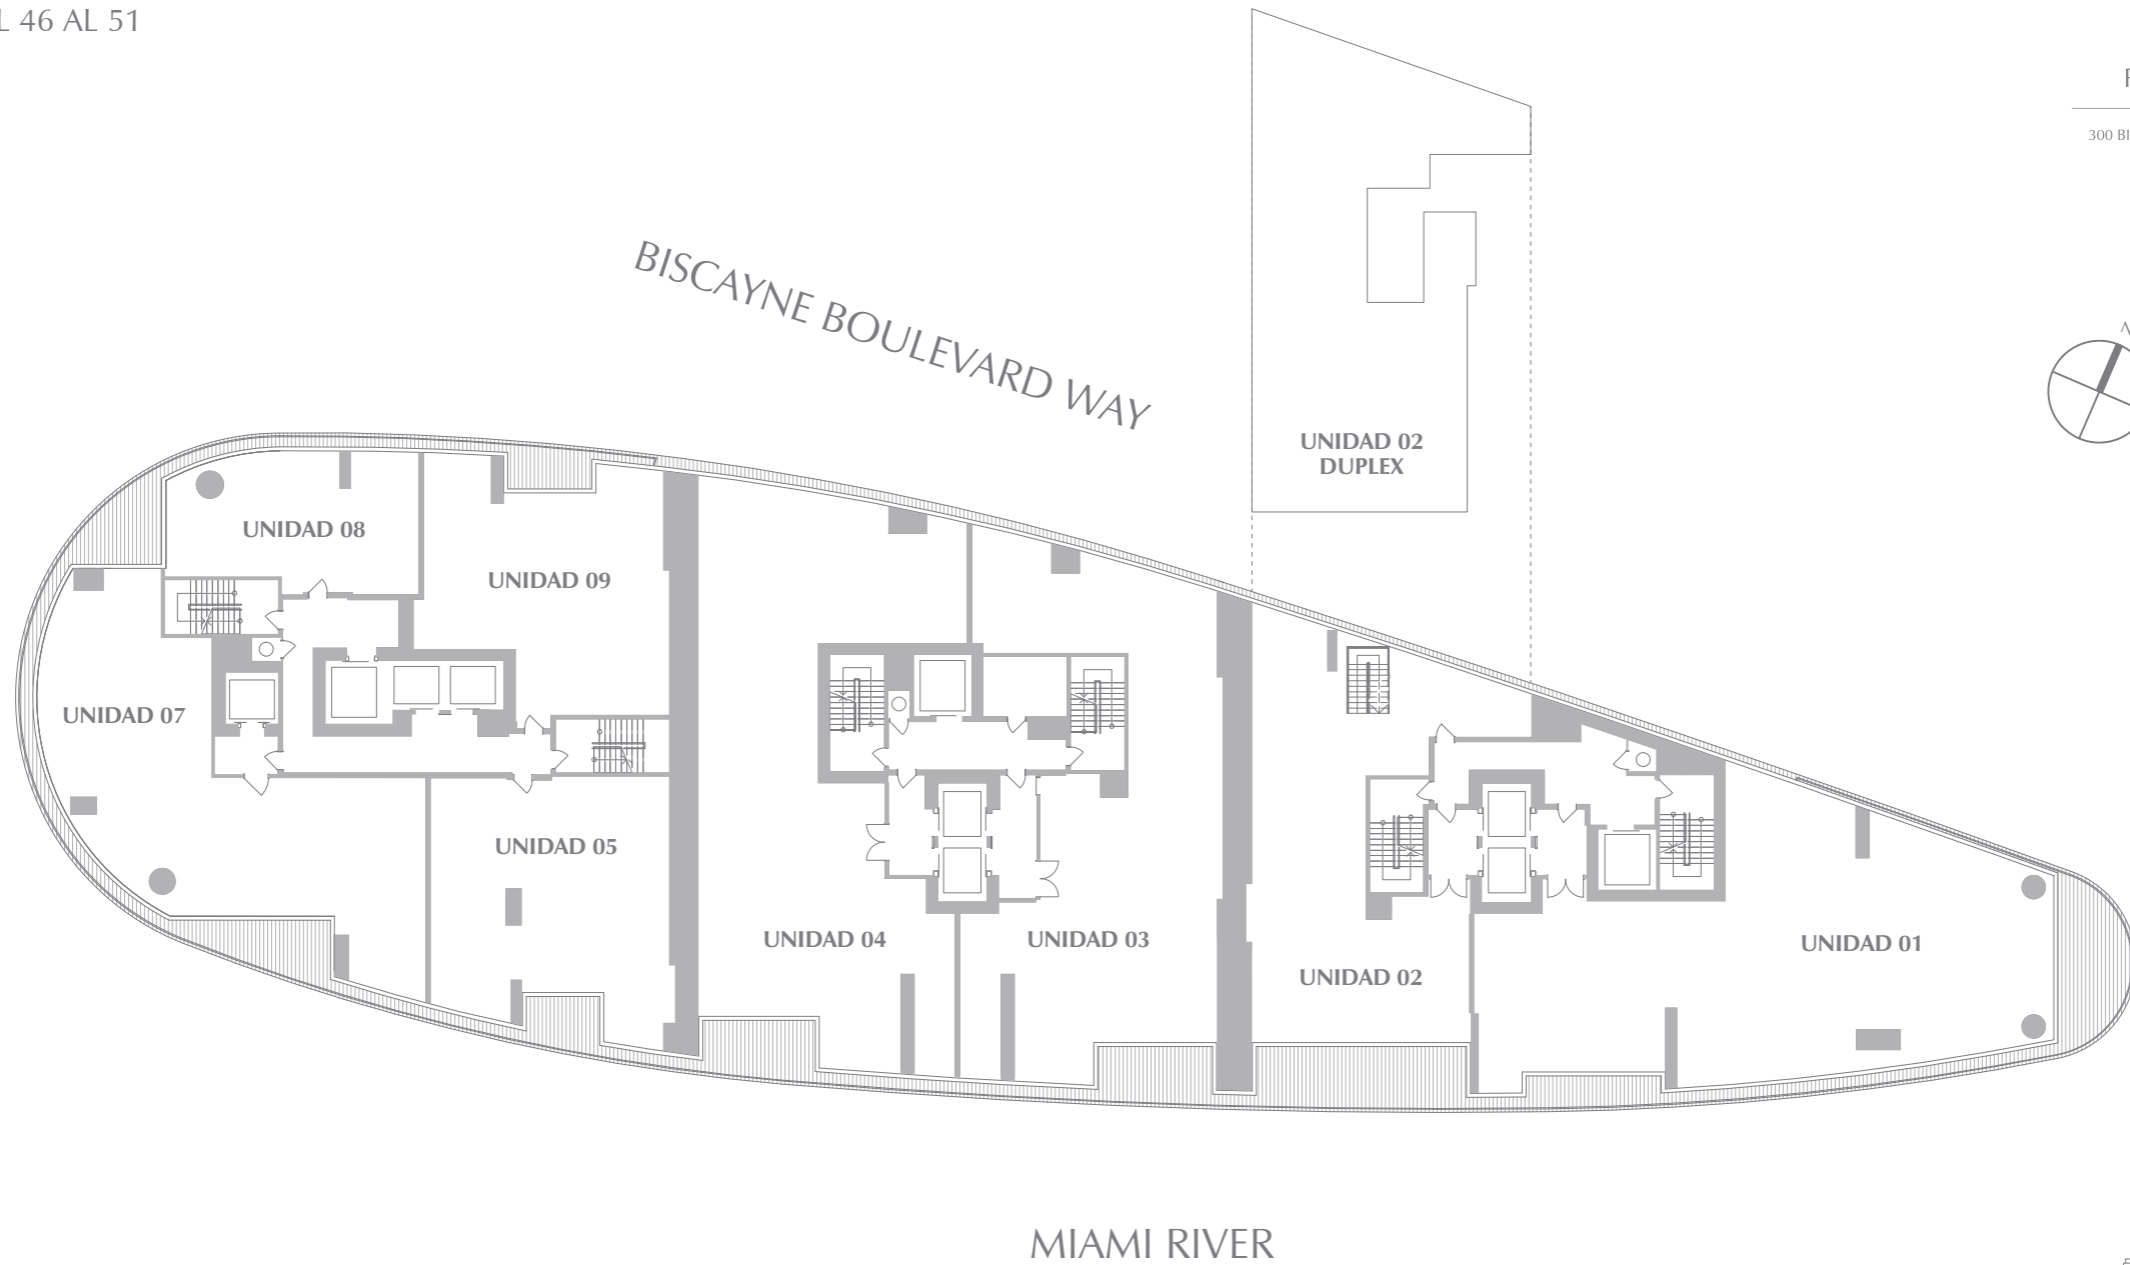 L 46 AL 51
300 BI
BISCAYNE BOULEVARD WAY
UNIDAD 02
DUPLEX
UNIDAD 08
UNIDAD 09
UNIDAD 07
UNIDAD 05
UNIDAD 04
UNIDAD 03
UNIDAD 02
UNIDAD 01
MIAMI RIVER